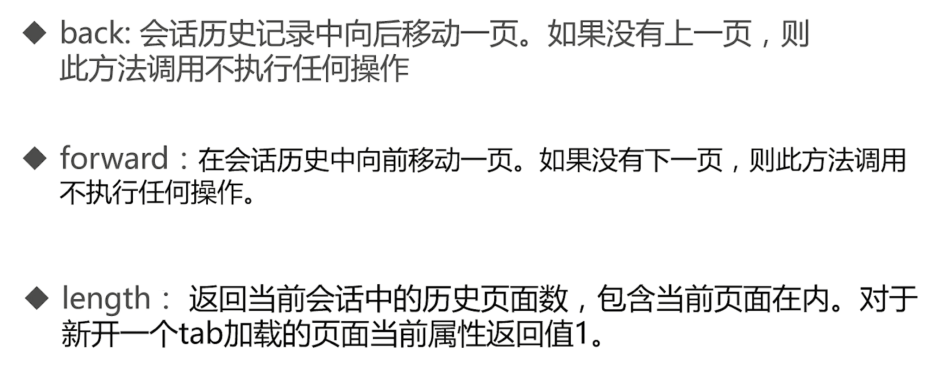 ◆ back: 会话历史记录中向后移动一页。如果没有上一页，则
此方法调用不执行任何操作
◆ forward：在会话历史中向前移动一页。如果没有下一页，则此方法调用
不执行任何操作。
◆ length： 返回当前会话中的历史页面数，包含当前页面在内。对于
新开一个tab加载的页面当前属性返回值1。